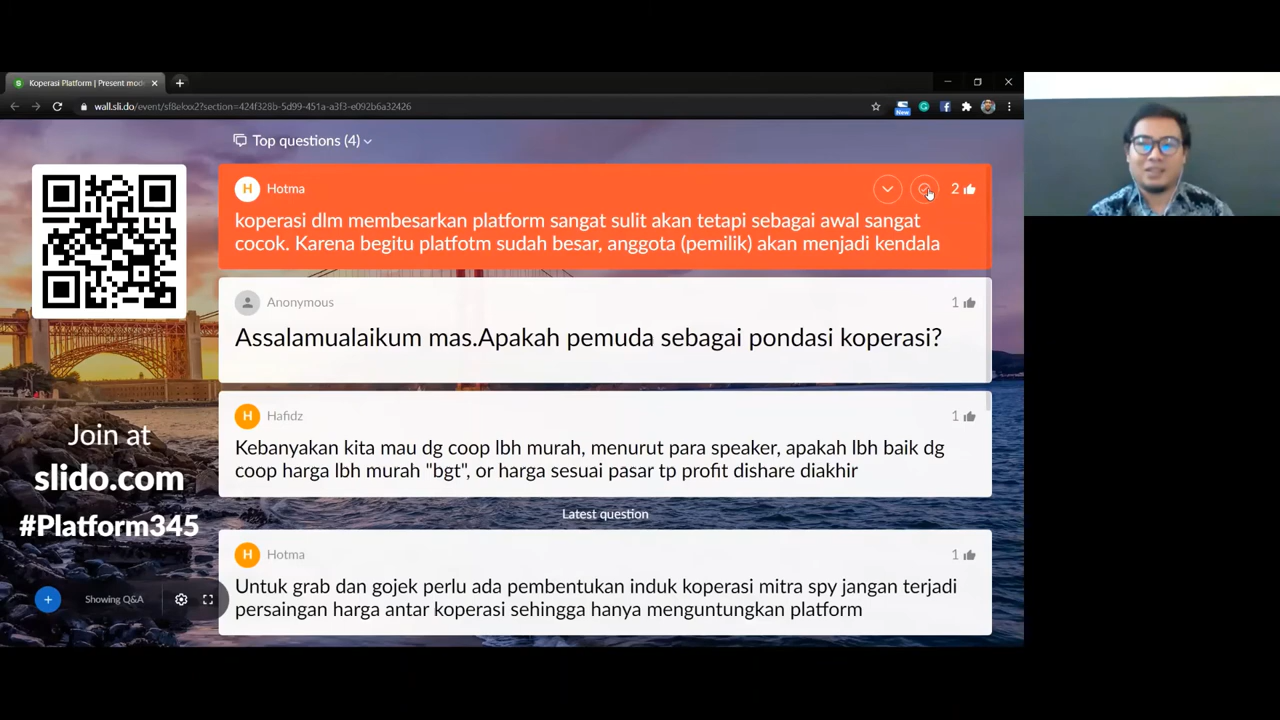 Koperasi Platform | Present mod
wall.sli.do/event/sf8eloxx2?section=424f328b-5d99-451a-a3f3-e092b6a32426
New
Top questions (4)
H Hotma
2
koperasi dlm membesarkan platform sangat sulit akan tetapi sebagai awal sangat
cocok. Karena begitu platfotm sudah besar, anggota (pemilik) akan menjadi kendala
Anonymous
1
Assalamualaikum mas.Apakah pemuda sebagai pondasi koperasi?
H Hafidz
1
Kebanyakan kita mau dg coop lbh murah, menurut para speaker, apakah lbh baik dg
coop harga lbh murah "bgt", or harga sesuai pasar tp profit dishare diakhir
Latest question
H Hotma
1
Untuk grab dan gojek perlu ada pembentukan induk koperasi mitra spy jangan terjadi
persaingan harga antar koperasi sehingga hanya menguntungkan platform
Join at
slido.com
#Platform345
Showing Q&A